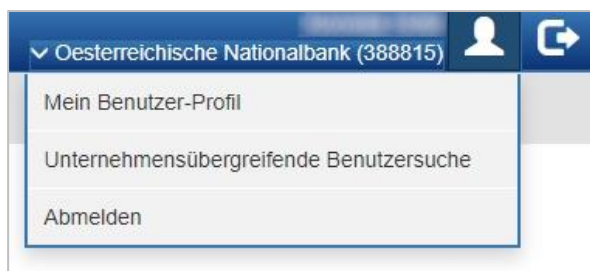 Oesterreichische Nationalbank (388815)
Mein Benutzer-Profil
Unternehmensübergreifende Benutzersuche
Abmelden